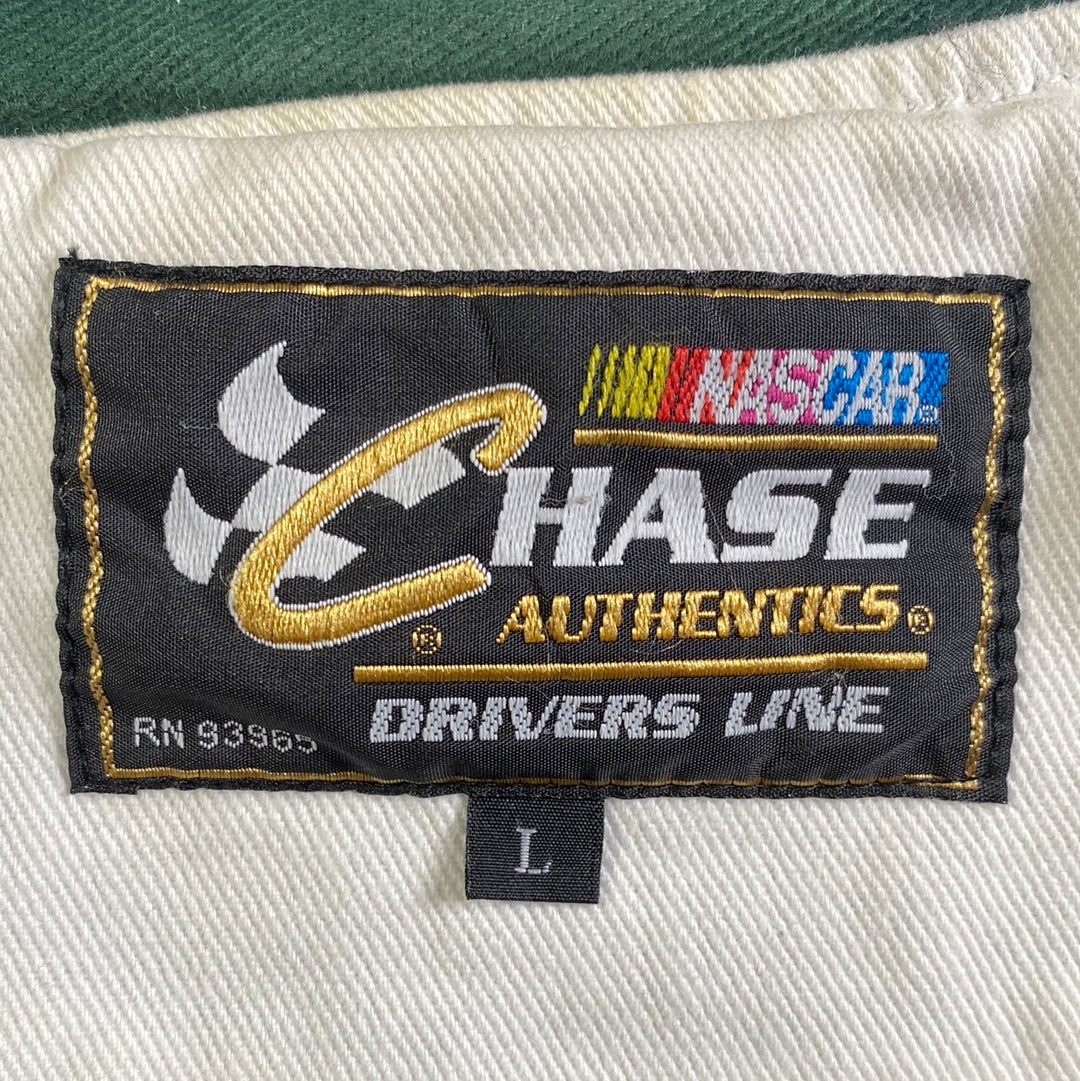 NASCAR®
CHASE
® AUTHENTICS®
DRIVERS LINE
RN 93965
L